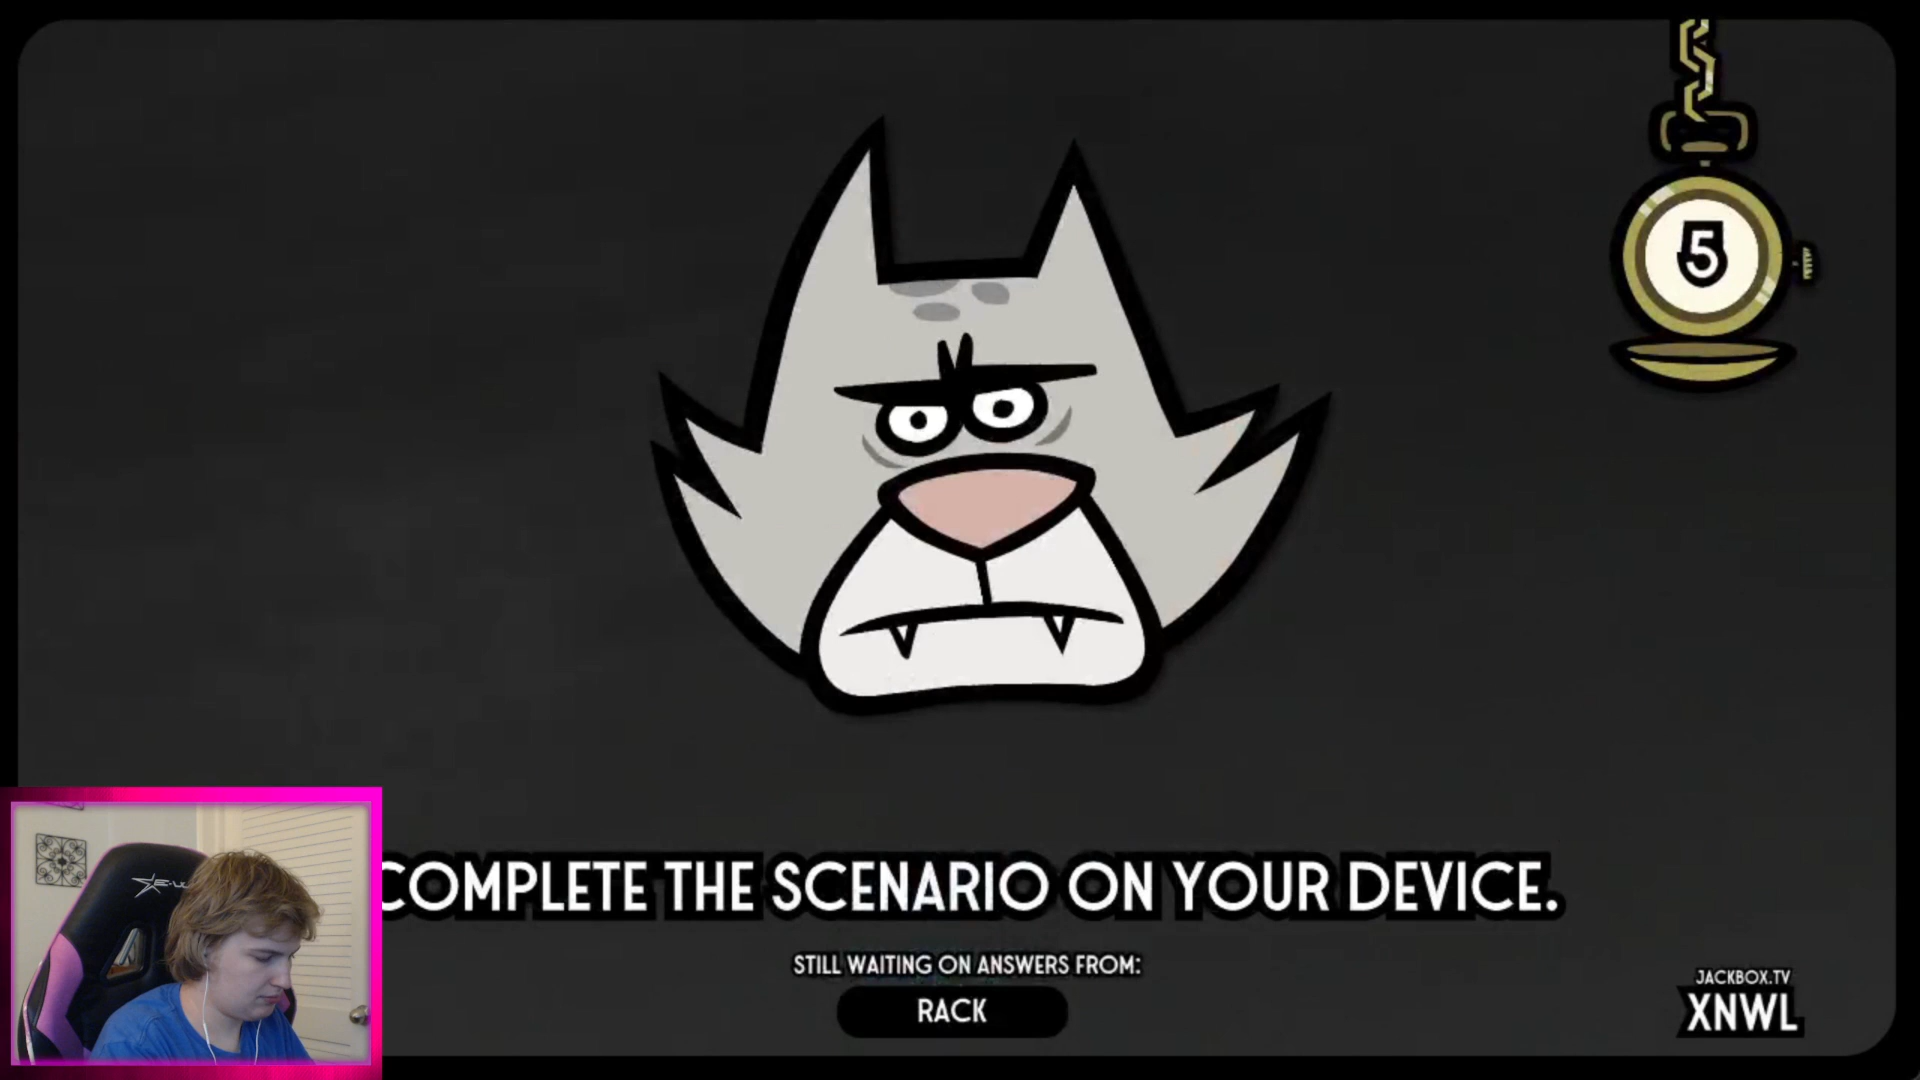 5
COMPLETE THE SCENARIO ON YOUR DEVICE.
STILL WAITING ON ANSWERS FROM:
RACK
JACKBOX.TV
XNWL